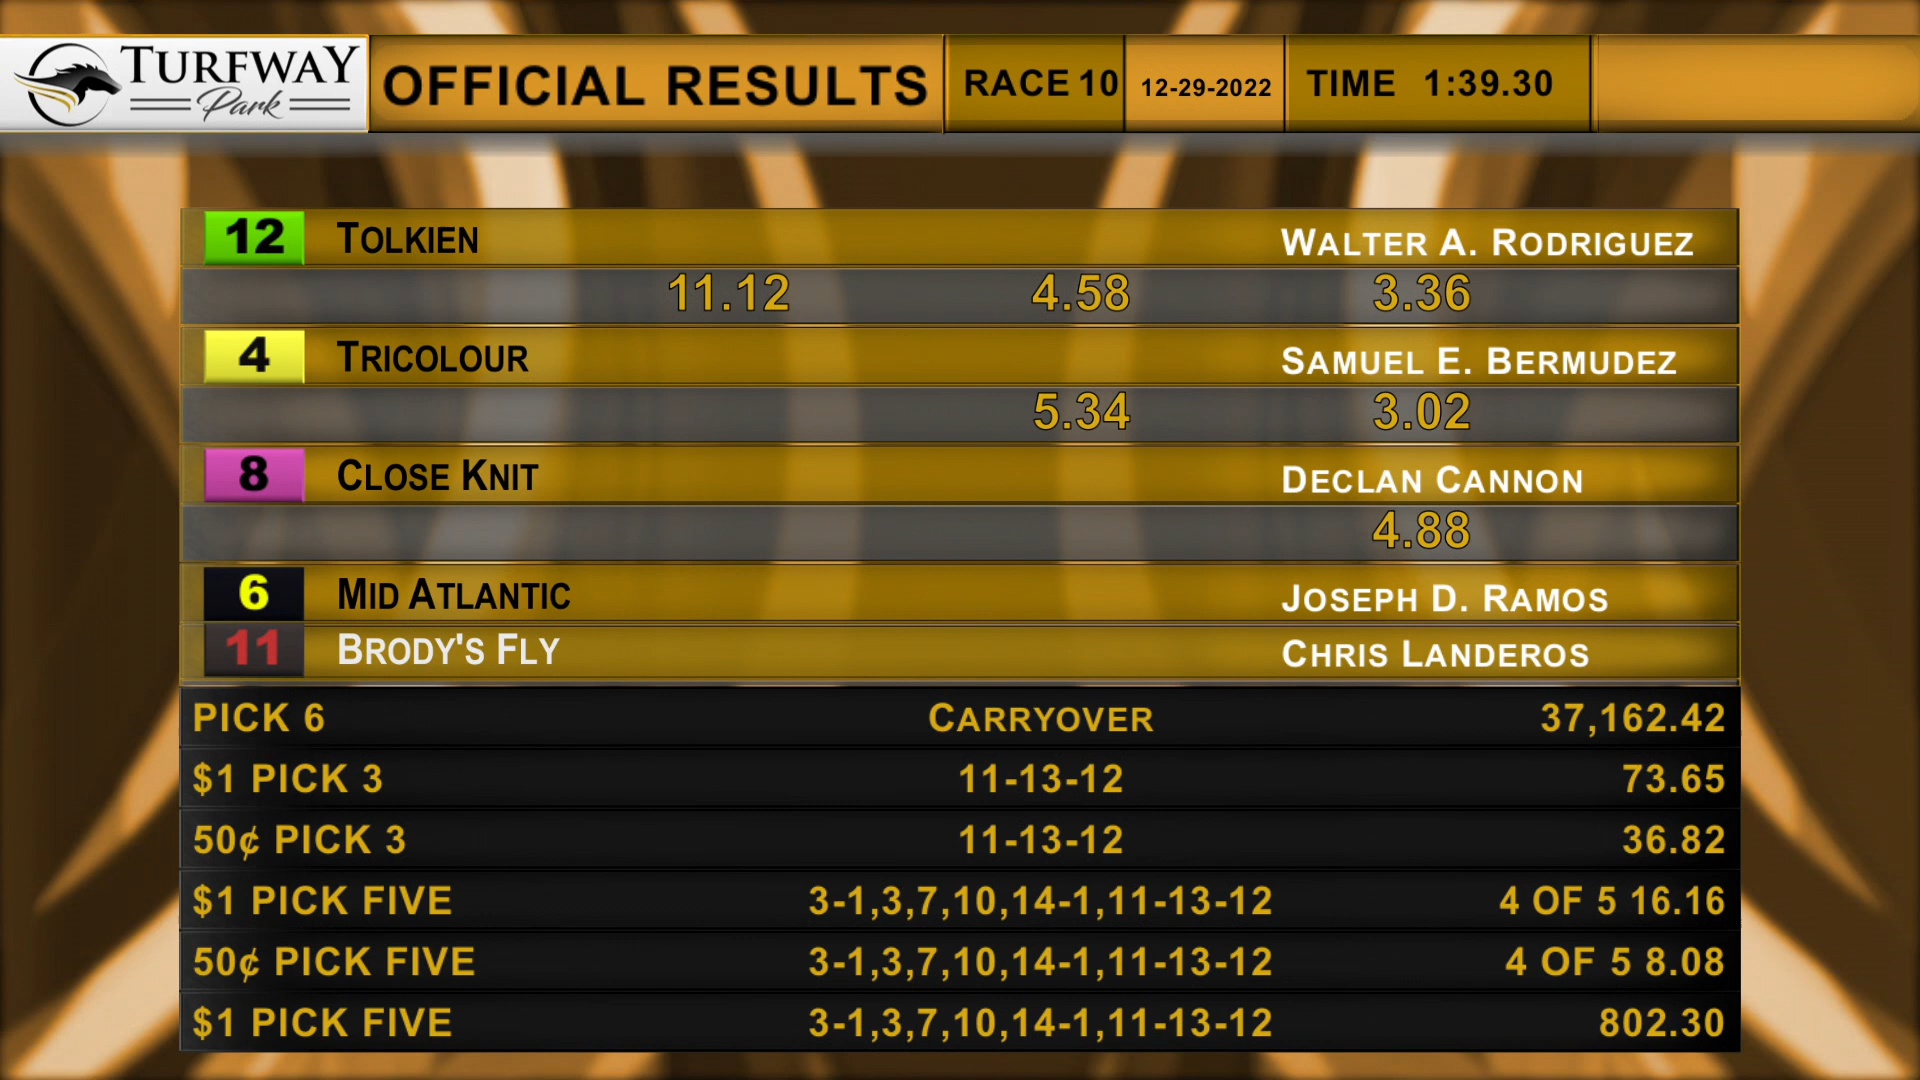 TURFWAY
Park
OFFICIAL RESULTS
RACE 10
12-29-2022
TIME 1:39.30
12 TOLKIEN WALTER A. RODRIGUEZ
11.12 4.58 3.36
4 TRICOLOUR SAMUEL E. BERMUDEZ
5.34 3.02
8 CLOSE KNIT DECLAN CANNON
4.88
6 MID ATLANTIC JOSEPH D. RAMOS
11 BRODY'S FLY CHRIS LANDEROS
PICK 6 CARRYOVER 37,162.42
$1 PICK 3 11-13-12 73.65
50¢ PICK 3 11-13-12 36.82
$1 PICK FIVE 3-1,3,7,10,14-1,11-13-12 4 OF 5 16.16
50¢ PICK FIVE 3-1,3,7,10,14-1,11-13-12 4 OF 5 8.08
$1 PICK FIVE 3-1,3,7,10,14-1,11-13-12 802.30